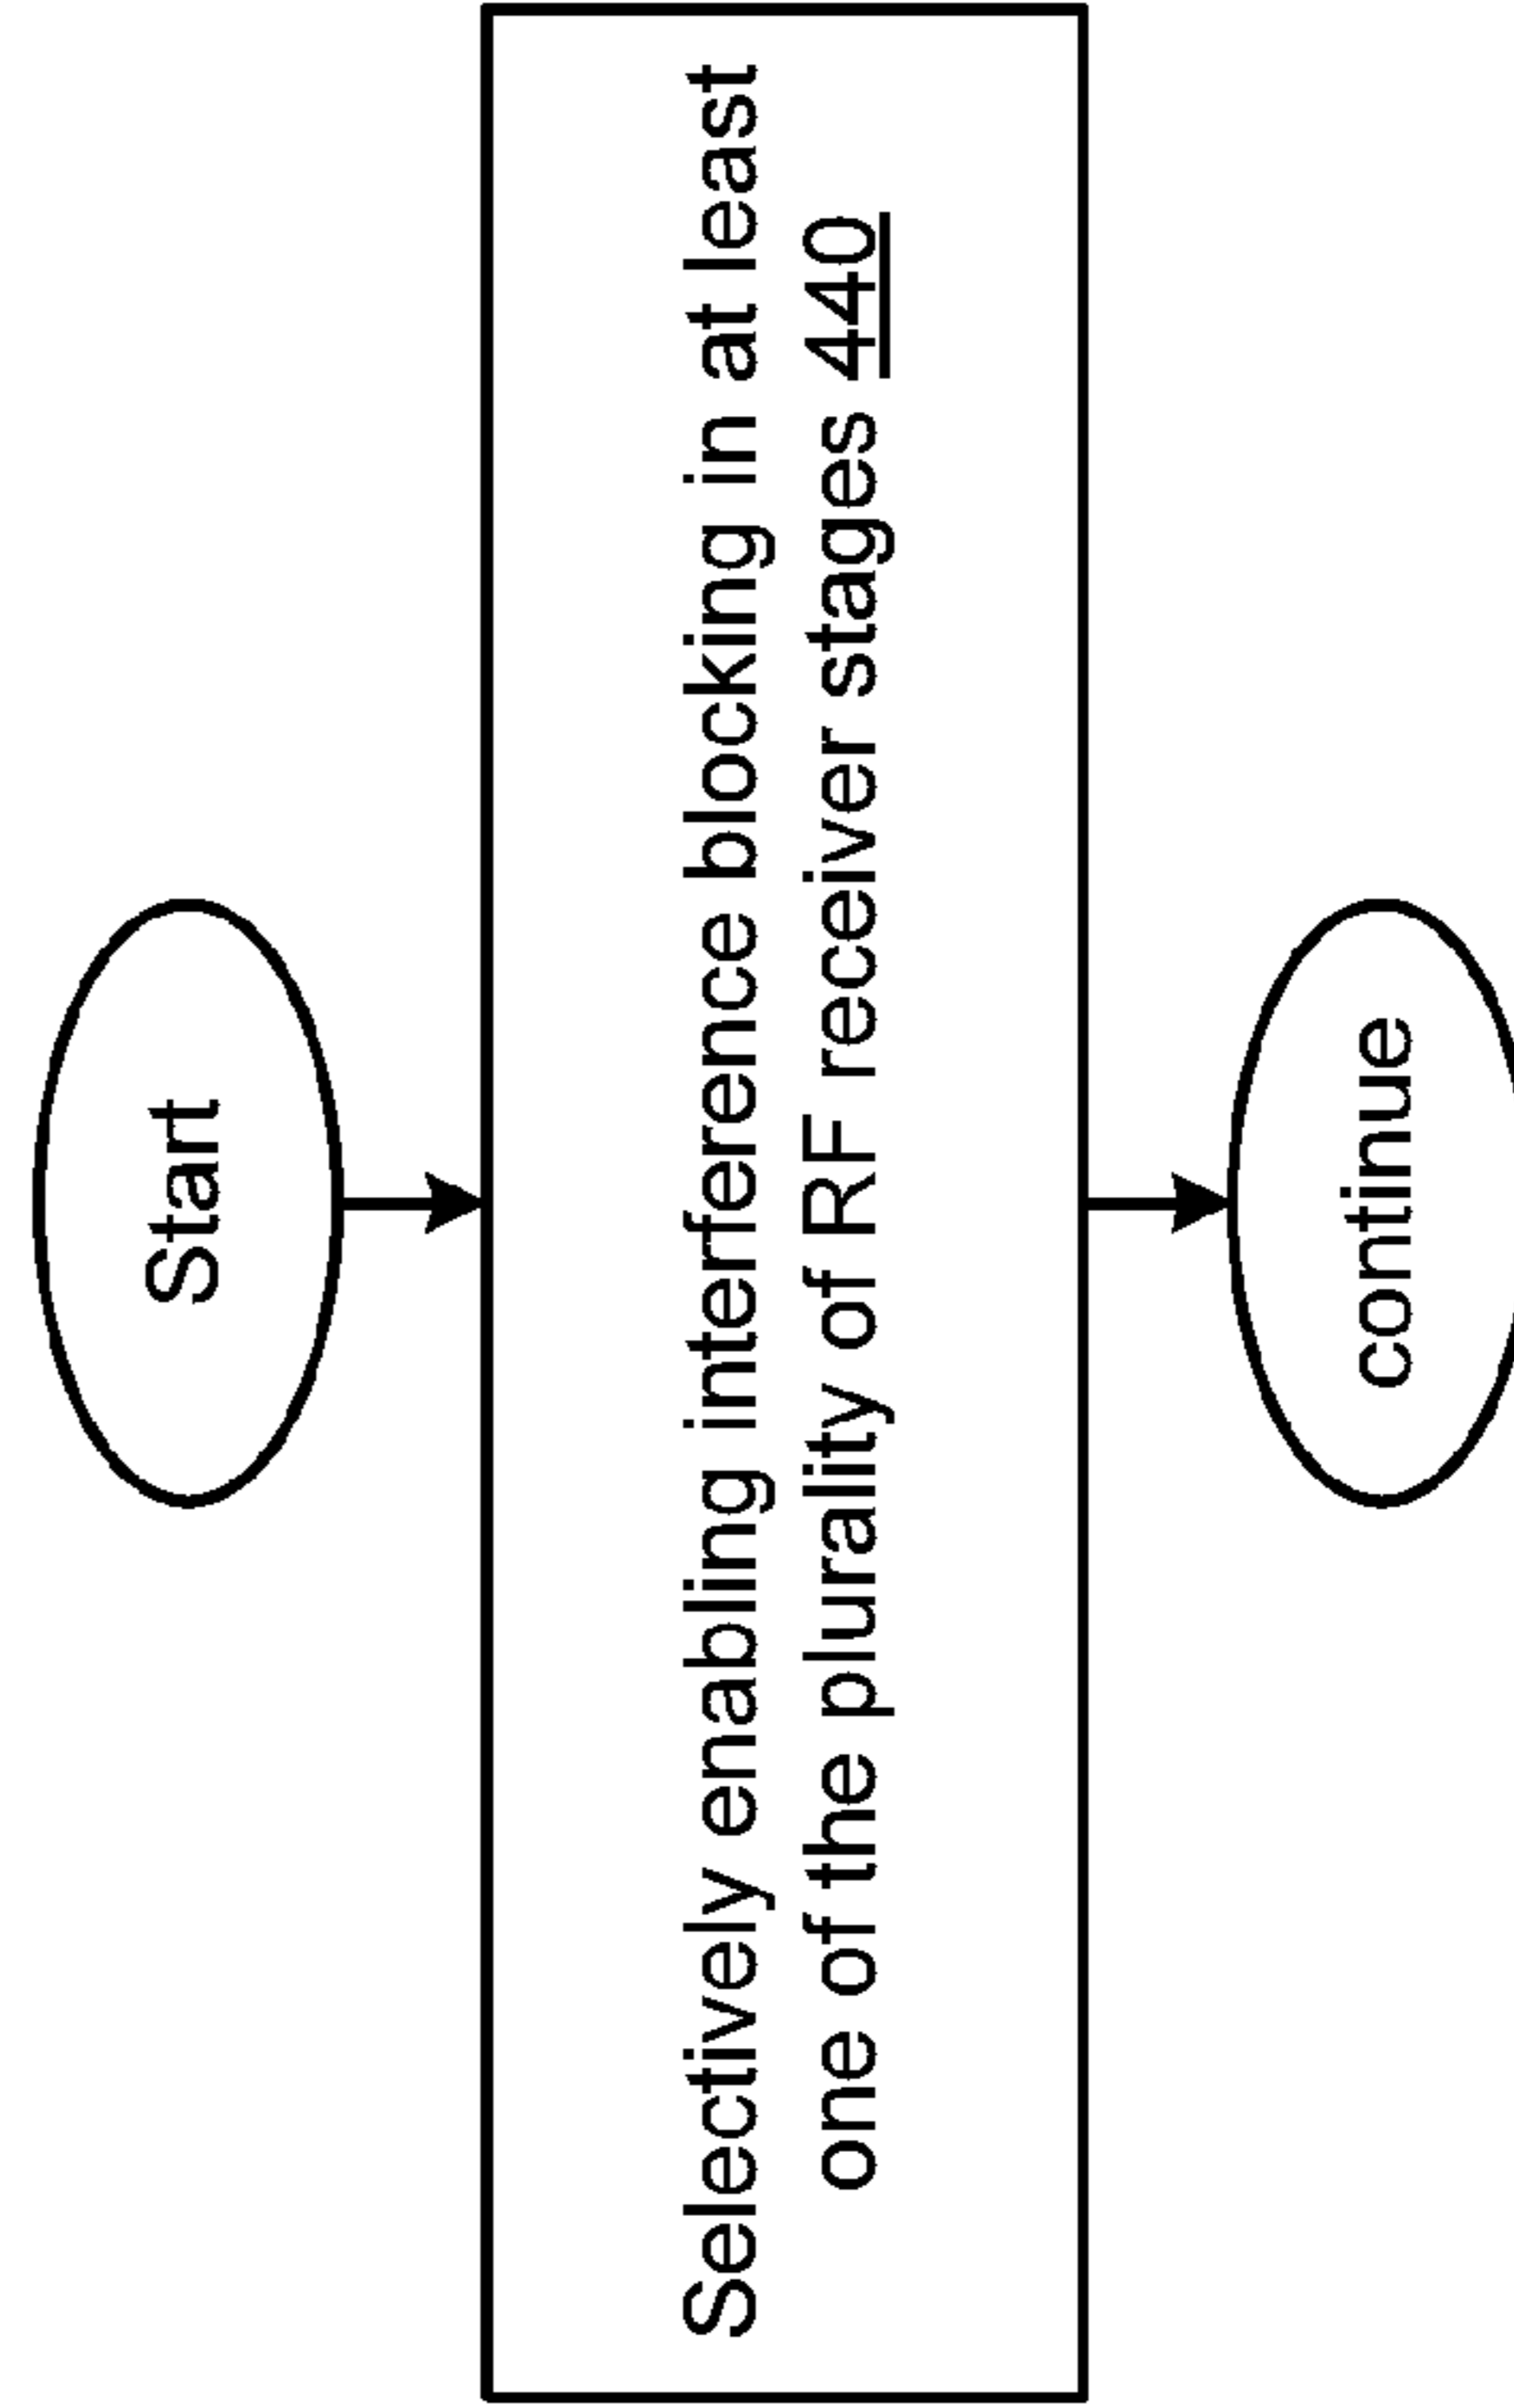 Start
Selectively enabling interference blocking in at least
one of the plurality of RF receiver stages 440
continue